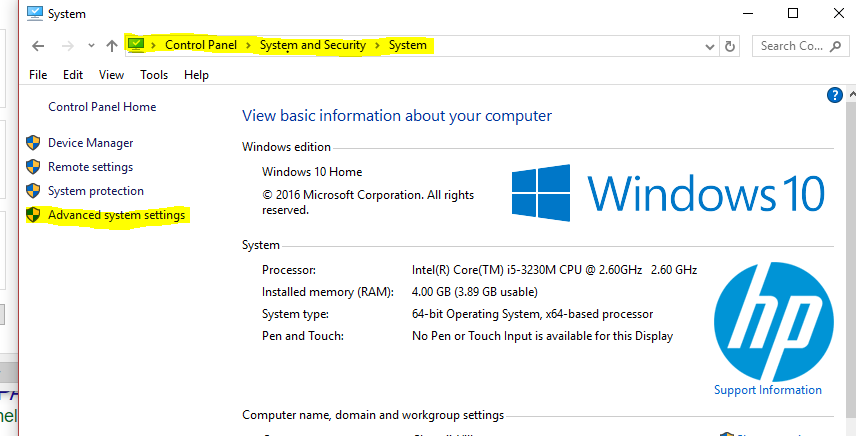 System
Control Panel > System and Security > System
Search Co...
File Edit View Tools Help
Control Panel Home
Device Manager
Remote settings
System protection
Advanced system settings
?
View basic information about your computer
Windows edition
Windows 10 Home
© 2016 Microsoft Corporation. All rights
reserved.
Windows 10
System
Processor: Intel(R) Core(TM) i5-3230M CPU @ 2.60GHz 2.60 GHz
Installed memory (RAM): 4.00 GB (3.89 GB usable)
System type: 64-bit Operating System, x64-based processor
Pen and Touch: No Pen or Touch Input is available for this Display
hp
Support Information
Computer name, domain and workgroup settings